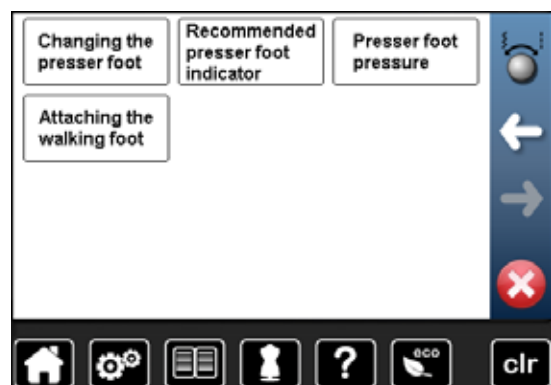 Changing the
presser foot
Recommended
presser foot
indicator
Presser foot
pressure
Attaching the
walking foot
?
eco
clr